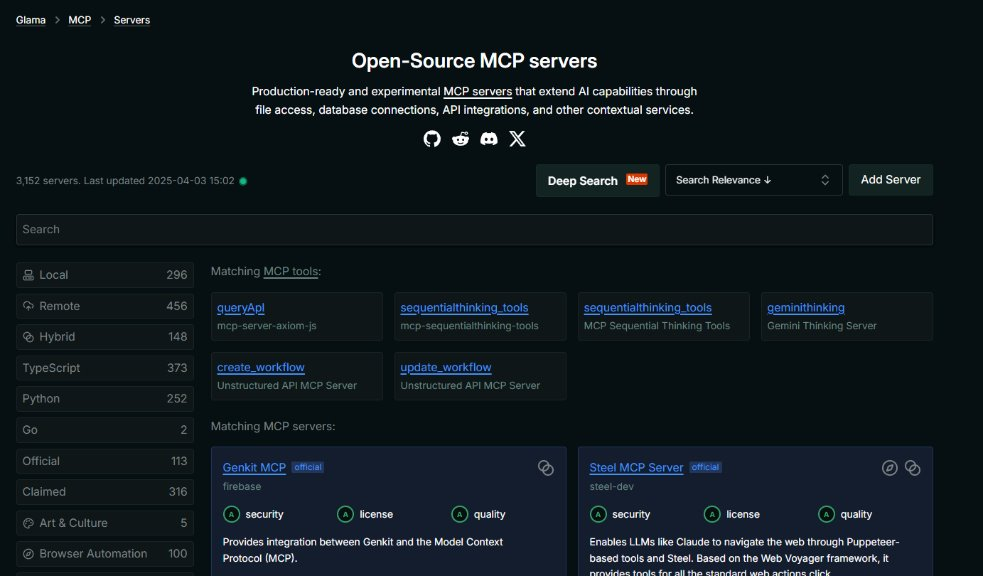 Glama > MCP > Servers
Open-Source MCP servers
Production-ready and experimental MCP servers that extend AI capabilities through
file access, database connections, API integrations, and other contextual services.
3,152 servers. Last updated 2025-04-03 15:02
Deep Search New
Search Relevance ↓
Add Server
Search
Local 296
Remote 456
Hybrid 148
TypeScript 373
Python 252
Go 2
Official 113
Claimed 316
Art & Culture 5
Browser Automation 100
Matching MCP tools:
queryApI
mcp-server-axiom-js
sequentialthinking_tools
mcp-sequentialthinking-tools
sequentialthinking_tools
MCP Sequential Thinking Tools
geminithinking
Gemini Thinking Server
create_workflow
Unstructured API MCP Server
update_workflow
Unstructured API MCP Server
Matching MCP servers:
Genkit MCP official
firebase
A security A license A quality
Provides integration between Genkit and the Model Context
Protocol (MCP).
Steel MCP Server official
steel-dev
A security A license A quality
Enables LLMs like Claude to navigate the web through Puppeteer-
based tools and Steel. Based on the Web Voyager framework, it
provides tools for all the standard web actions click